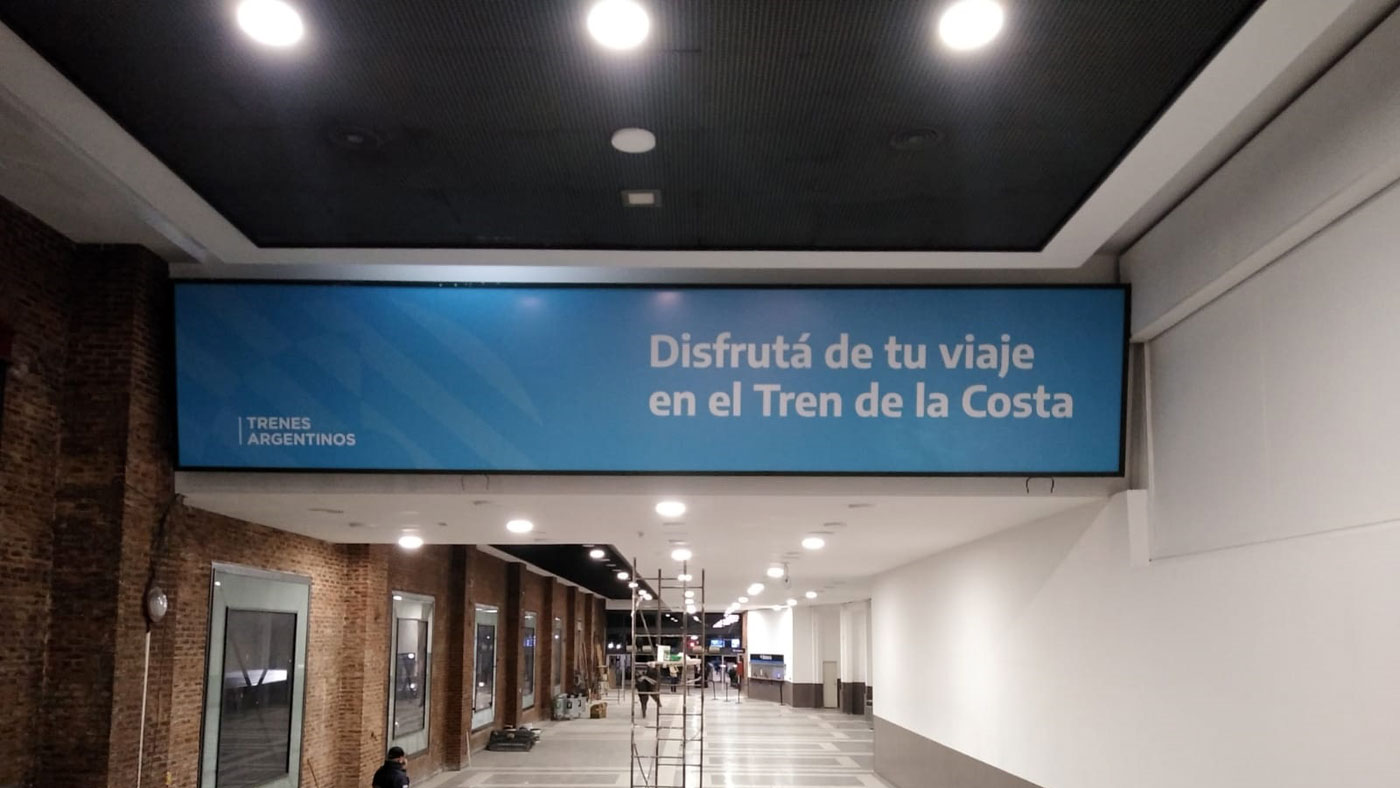 Disfrutá de tu viaje
en el Tren de la Costa
TRENES
ARGENTINOS